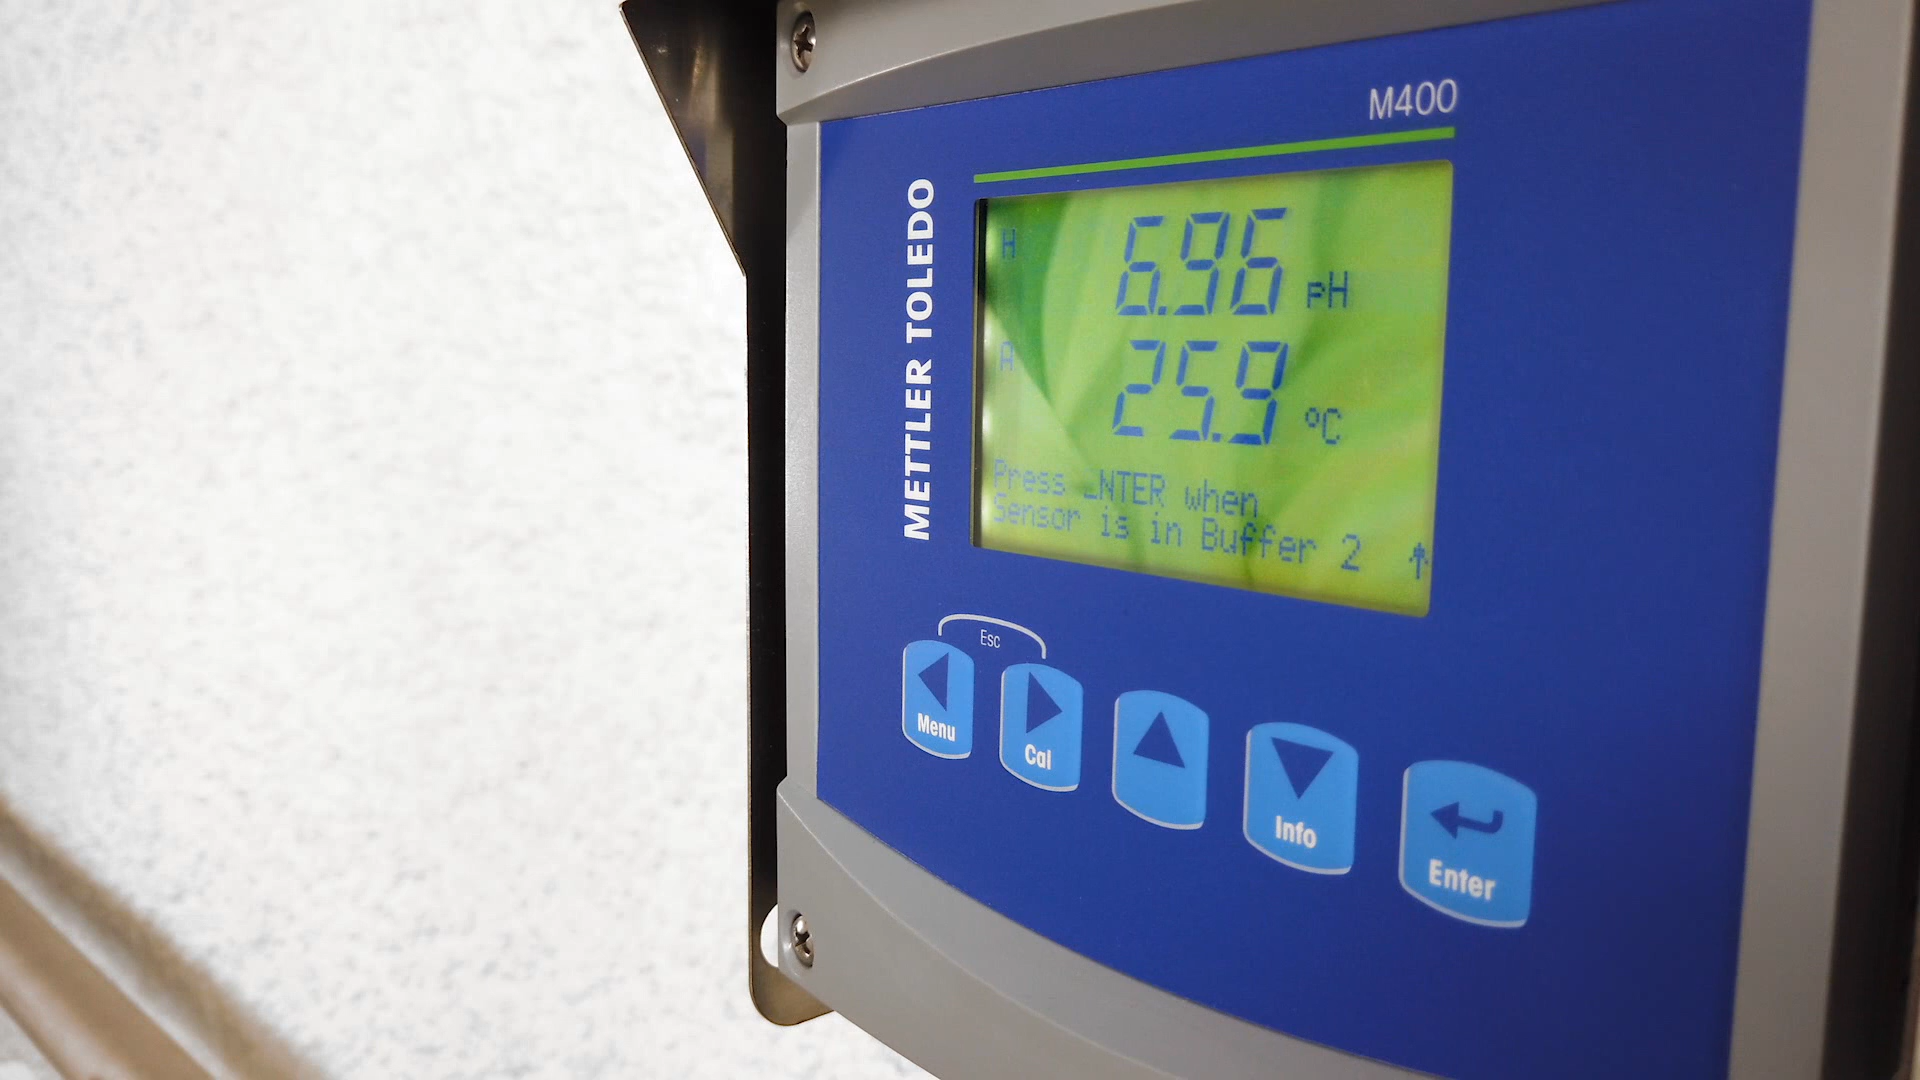 M400
METTLER TOLEDO
H 6.96 pH
A 25.9 °C
Press ENTER when
Sensor is in Buffer 2 ↑
Esc
Menu
Cal
Info
Enter